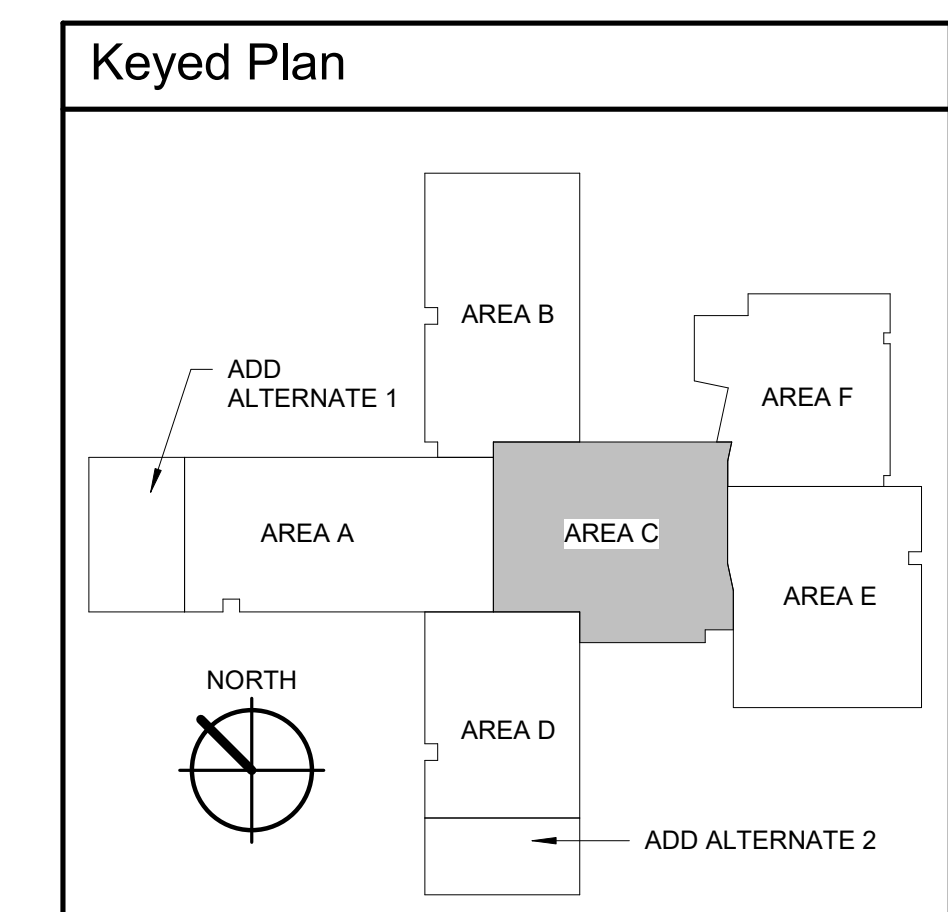 Keyed Plan
AREA B
ADD
ALTERNATE 1
AREA F
AREA A
AREA C
AREA E
NORTH
AREA D
ADD ALTERNATE 2